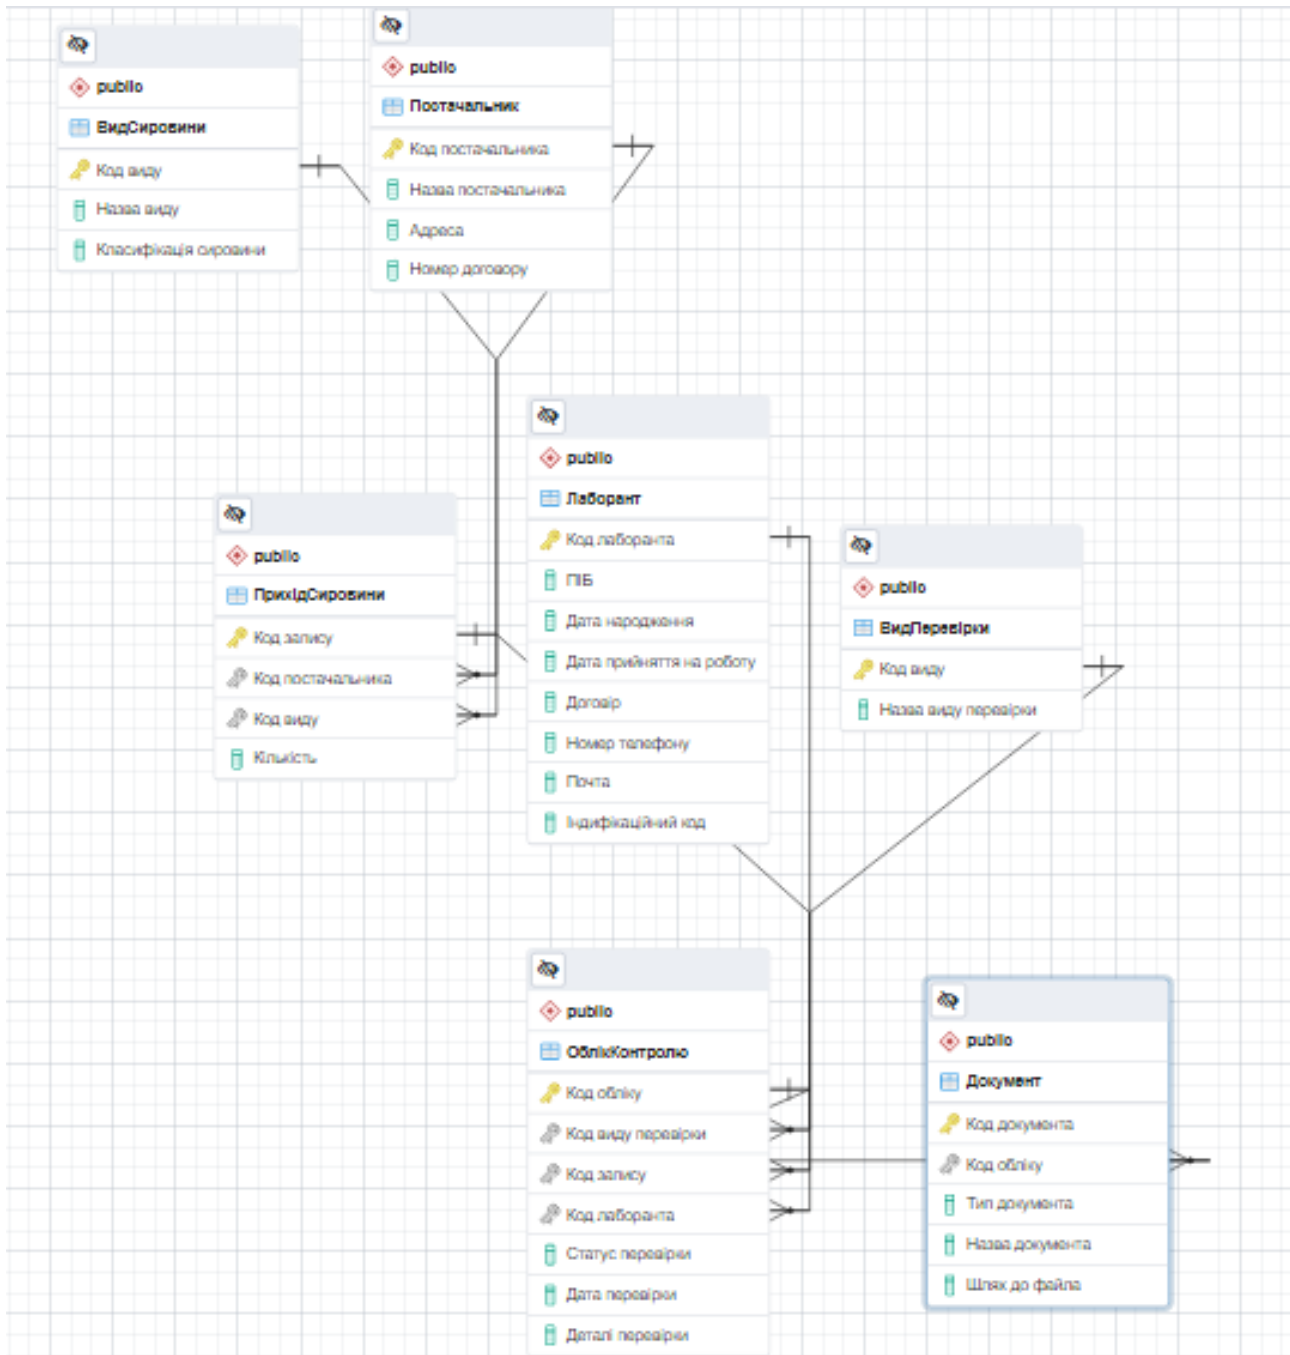 public
ВидСировини
Код виду
Назва виду
Класифікація сировини
public
Постачальник
Код постачальника
Назва постачальника
Адреса
Номер договору
public
Лаборант
Код лаборанта
ПІБ
Дата народження
Дата прийняття на роботу
Договір
Номер телефону
Почта
Індифікаційний код
public
ПрихідСировини
Код запису
Код постачальника
Код виду
Кількість
public
ВидПеревірки
Код виду
Назва виду перевірки
public
ОблікКонтролю
Код обліку
Код виду перевірки
Код запису
Код лаборанта
Статус перевірки
Дата перевірки
Деталі перевірки
public
Документ
Код документа
Код обліку
Тип документа
Назва документа
Шлях до файла